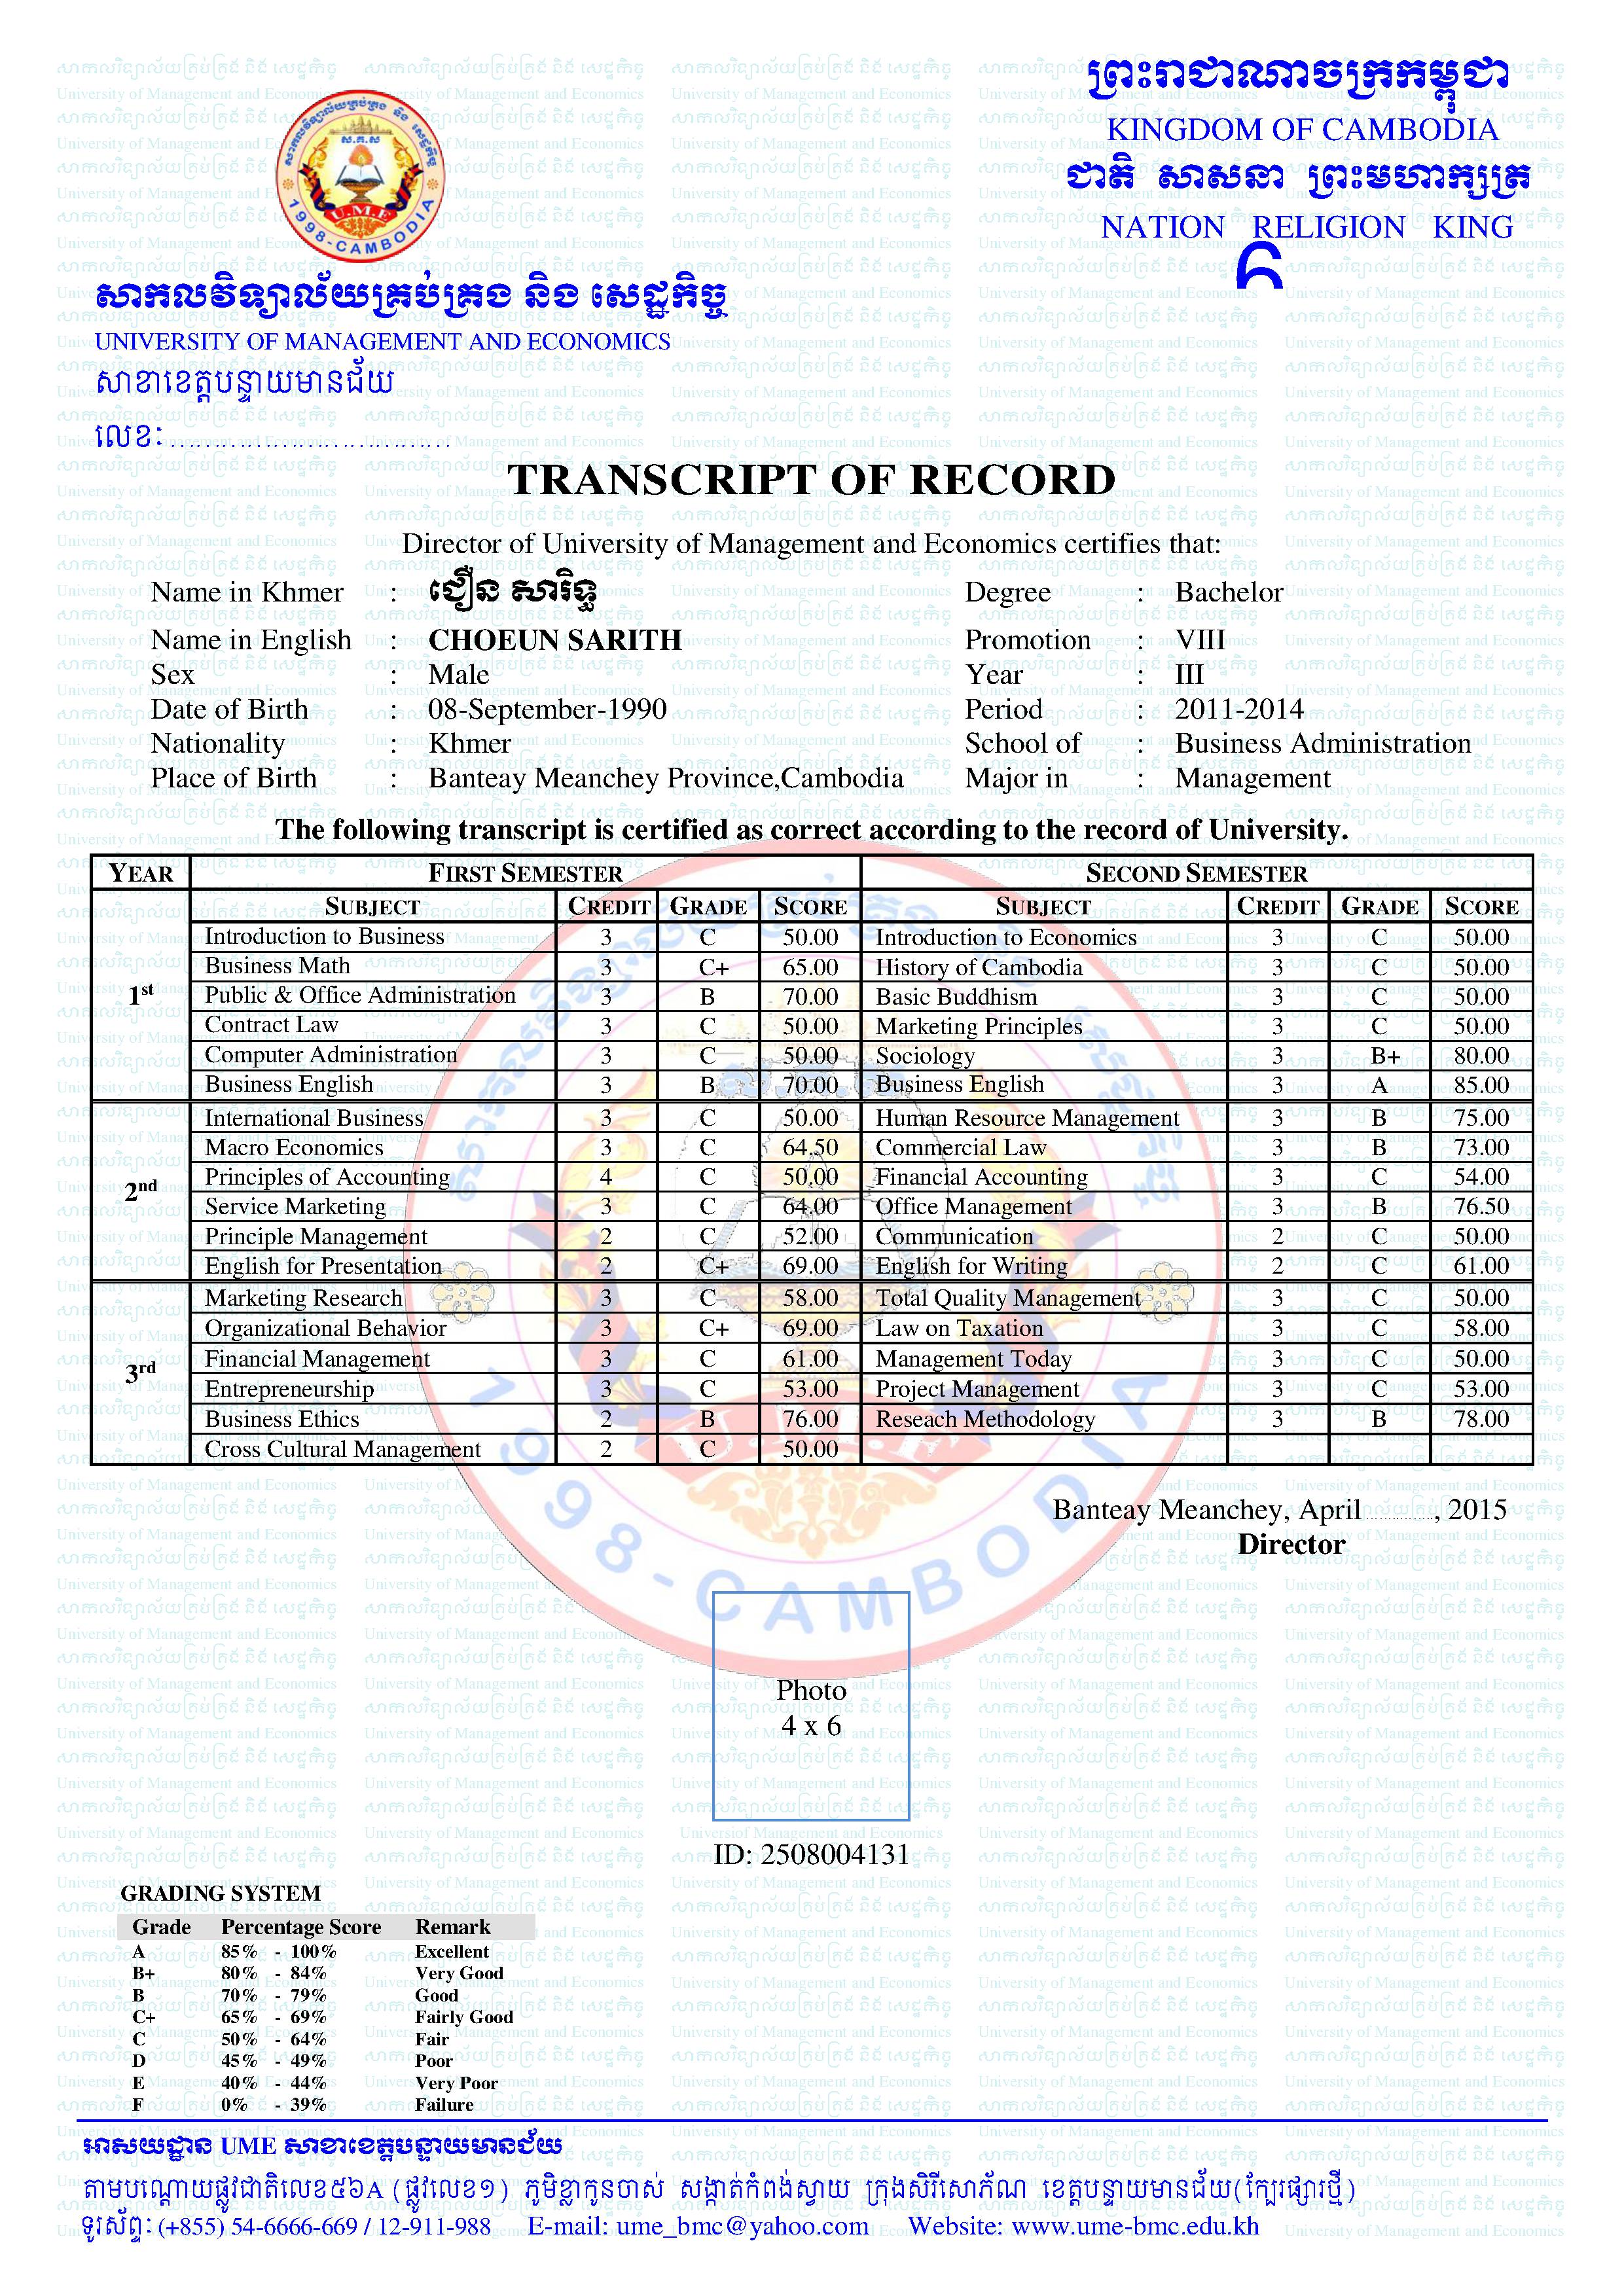 ព្រះរាជាណាចក្រកម្ពុជា
KINGDOM OF CAMBODIA
ជាតិ សាសនា ព្រះមហាក្សត្រ
NATION RELIGION KING
6
ស.គ.ស
U.M.E
1998-CAMBODIA
សាកលវិទ្យាល័យគ្រប់គ្រង និង សេដ្ឋកិច្ច
UNIVERSITY OF MANAGEMENT AND ECONOMICS
សាខាខេត្តបន្ទាយមានជ័យ
លេខ: ................................
TRANSCRIPT OF RECORD
Director of University of Management and Economics certifies that:
Name in Khmer : ជឿន សារិទ្ធ Degree : Bachelor
Name in English : CHOEUN SARITH Promotion : VIII
Sex : Male Year : III
Date of Birth : 08-September-1990 Period : 2011-2014
Nationality : Khmer School of : Business Administration
Place of Birth : Banteay Meanchey Province,Cambodia Major in : Management
The following transcript is certified as correct according to the record of University.
YEAR FIRST SEMESTER SECOND SEMESTER
SUBJECT CREDIT GRADE SCORE SUBJECT CREDIT GRADE SCORE
1st
Introduction to Business 3 C 50.00 Introduction to Economics 3 C 50.00
Business Math 3 C+ 65.00 History of Cambodia 3 C 50.00
Public & Office Administration 3 B 70.00 Basic Buddhism 3 C 50.00
Contract Law 3 C 50.00 Marketing Principles 3 C 50.00
Computer Administration 3 C 50.00 Sociology 3 B+ 80.00
Business English 3 B 70.00 Business English 3 A 85.00
2nd
International Business 3 C 50.00 Human Resource Management 3 B 75.00
Macro Economics 3 C 64.50 Commercial Law 3 B 73.00
Principles of Accounting 4 C 50.00 Financial Accounting 3 C 54.00
Service Marketing 3 C 64.00 Office Management 3 B 76.50
Principle Management 2 C 52.00 Communication 2 C 50.00
English for Presentation 2 C+ 69.00 English for Writing 2 C 61.00
3rd
Marketing Research 3 C 58.00 Total Quality Management 3 C 50.00
Organizational Behavior 3 C+ 69.00 Law on Taxation 3 C 58.00
Financial Management 3 C 61.00 Management Today 3 C 50.00
Entrepreneurship 3 C 53.00 Project Management 3 C 53.00
Business Ethics 2 B 76.00 Reseach Methodology 3 B 78.00
Cross Cultural Management 2 C 50.00
Banteay Meanchey, April ............, 2015
Director
Photo
4 x 6
ID: 2508004131
GRADING SYSTEM
Grade Percentage Score Remark
A 85% - 100% Excellent
B+ 80% - 84% Very Good
B 70% - 79% Good
C+ 65% - 69% Fairly Good
C 50% - 64% Fair
D 45% - 49% Poor
E 40% - 44% Very Poor
F 0% - 39% Failure
អាសយដ្ឋាន UME សាខាខេត្តបន្ទាយមានជ័យ
តាមបណ្តោយផ្លូវជាតិលេខ៥៦A (ផ្លូវលេខ១) ភូមិខ្លាកូនចាស់ សង្កាត់កំពង់ស្វាយ ក្រុងសិរីសោភ័ណ ខេត្តបន្ទាយមានជ័យ(ក្បែរផ្សារថ្មី)
ទូរស័ព្ទ: (+855) 54-6666-669 / 12-911-988 E-mail: ume_bmc@yahoo.com Website: www.ume-bmc.edu.kh